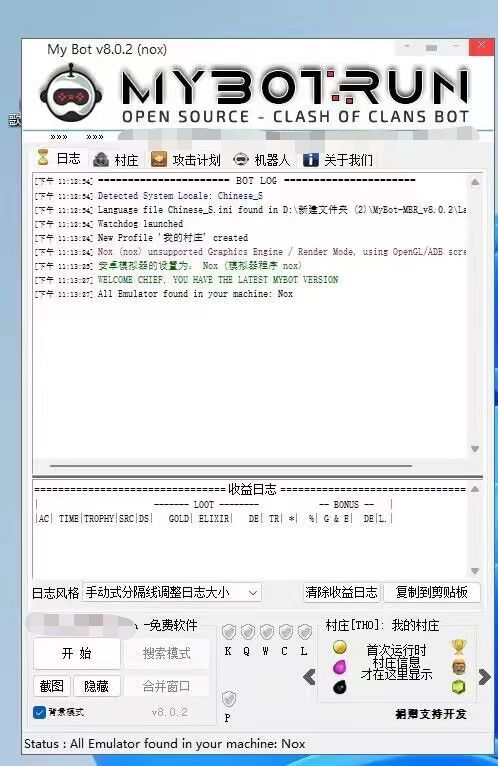 My Bot v8.0.2 (nox)
MYBOT.RUN
OPEN SOURCE - CLASH OF CLANS BOT
»»» »»»
日志 村庄 攻击计划 机器人 关于我们
[下午 11:12:54] ======================= BOT LOG =======================
[下午 11:12:54] Detected System Locale: Chinese_S
[下午 11:12:54] Language file Chinese_S.ini found in D:\新建文件夹 (2)\MyBot-MBR_v8.0.2\La
[下午 11:12:54] Watchdog launched
[下午 11:13:24] New Profile '我的村庄' created
[下午 11:13:24] Nox (nox) unsupported Graphics Engine / Render Mode, using OpenGL/ADB scre
[下午 11:13:25] 安卓模拟器的设置为： Nox (模拟器程序 nox)
[下午 11:13:27] WELCOME CHIEF, YOU HAVE THE LATEST MYBOT VERSION
[下午 11:13:27] All Emulator found in your machine: Nox
================================ 收益日志 ================================
| ------- LOOT -------- -- BONUS -- |
|AC| TIME|TROPHY|SRC|DS| GOLD| ELIXIR| DE| TR| *| %| G & E| DE|L.|
日志风格 手动式分隔线调整日志大小 清除收益日志 复制到剪贴板
-免费软件
开 始 搜索模式
截图 隐藏 合并窗口
背景模式 v8.0.2
K Q W C L
P
村庄[TH0]: 我的村庄
首次运行时
村庄信息
才在这里显示
捐赠支持开发
Status : All Emulator found in your machine: Nox